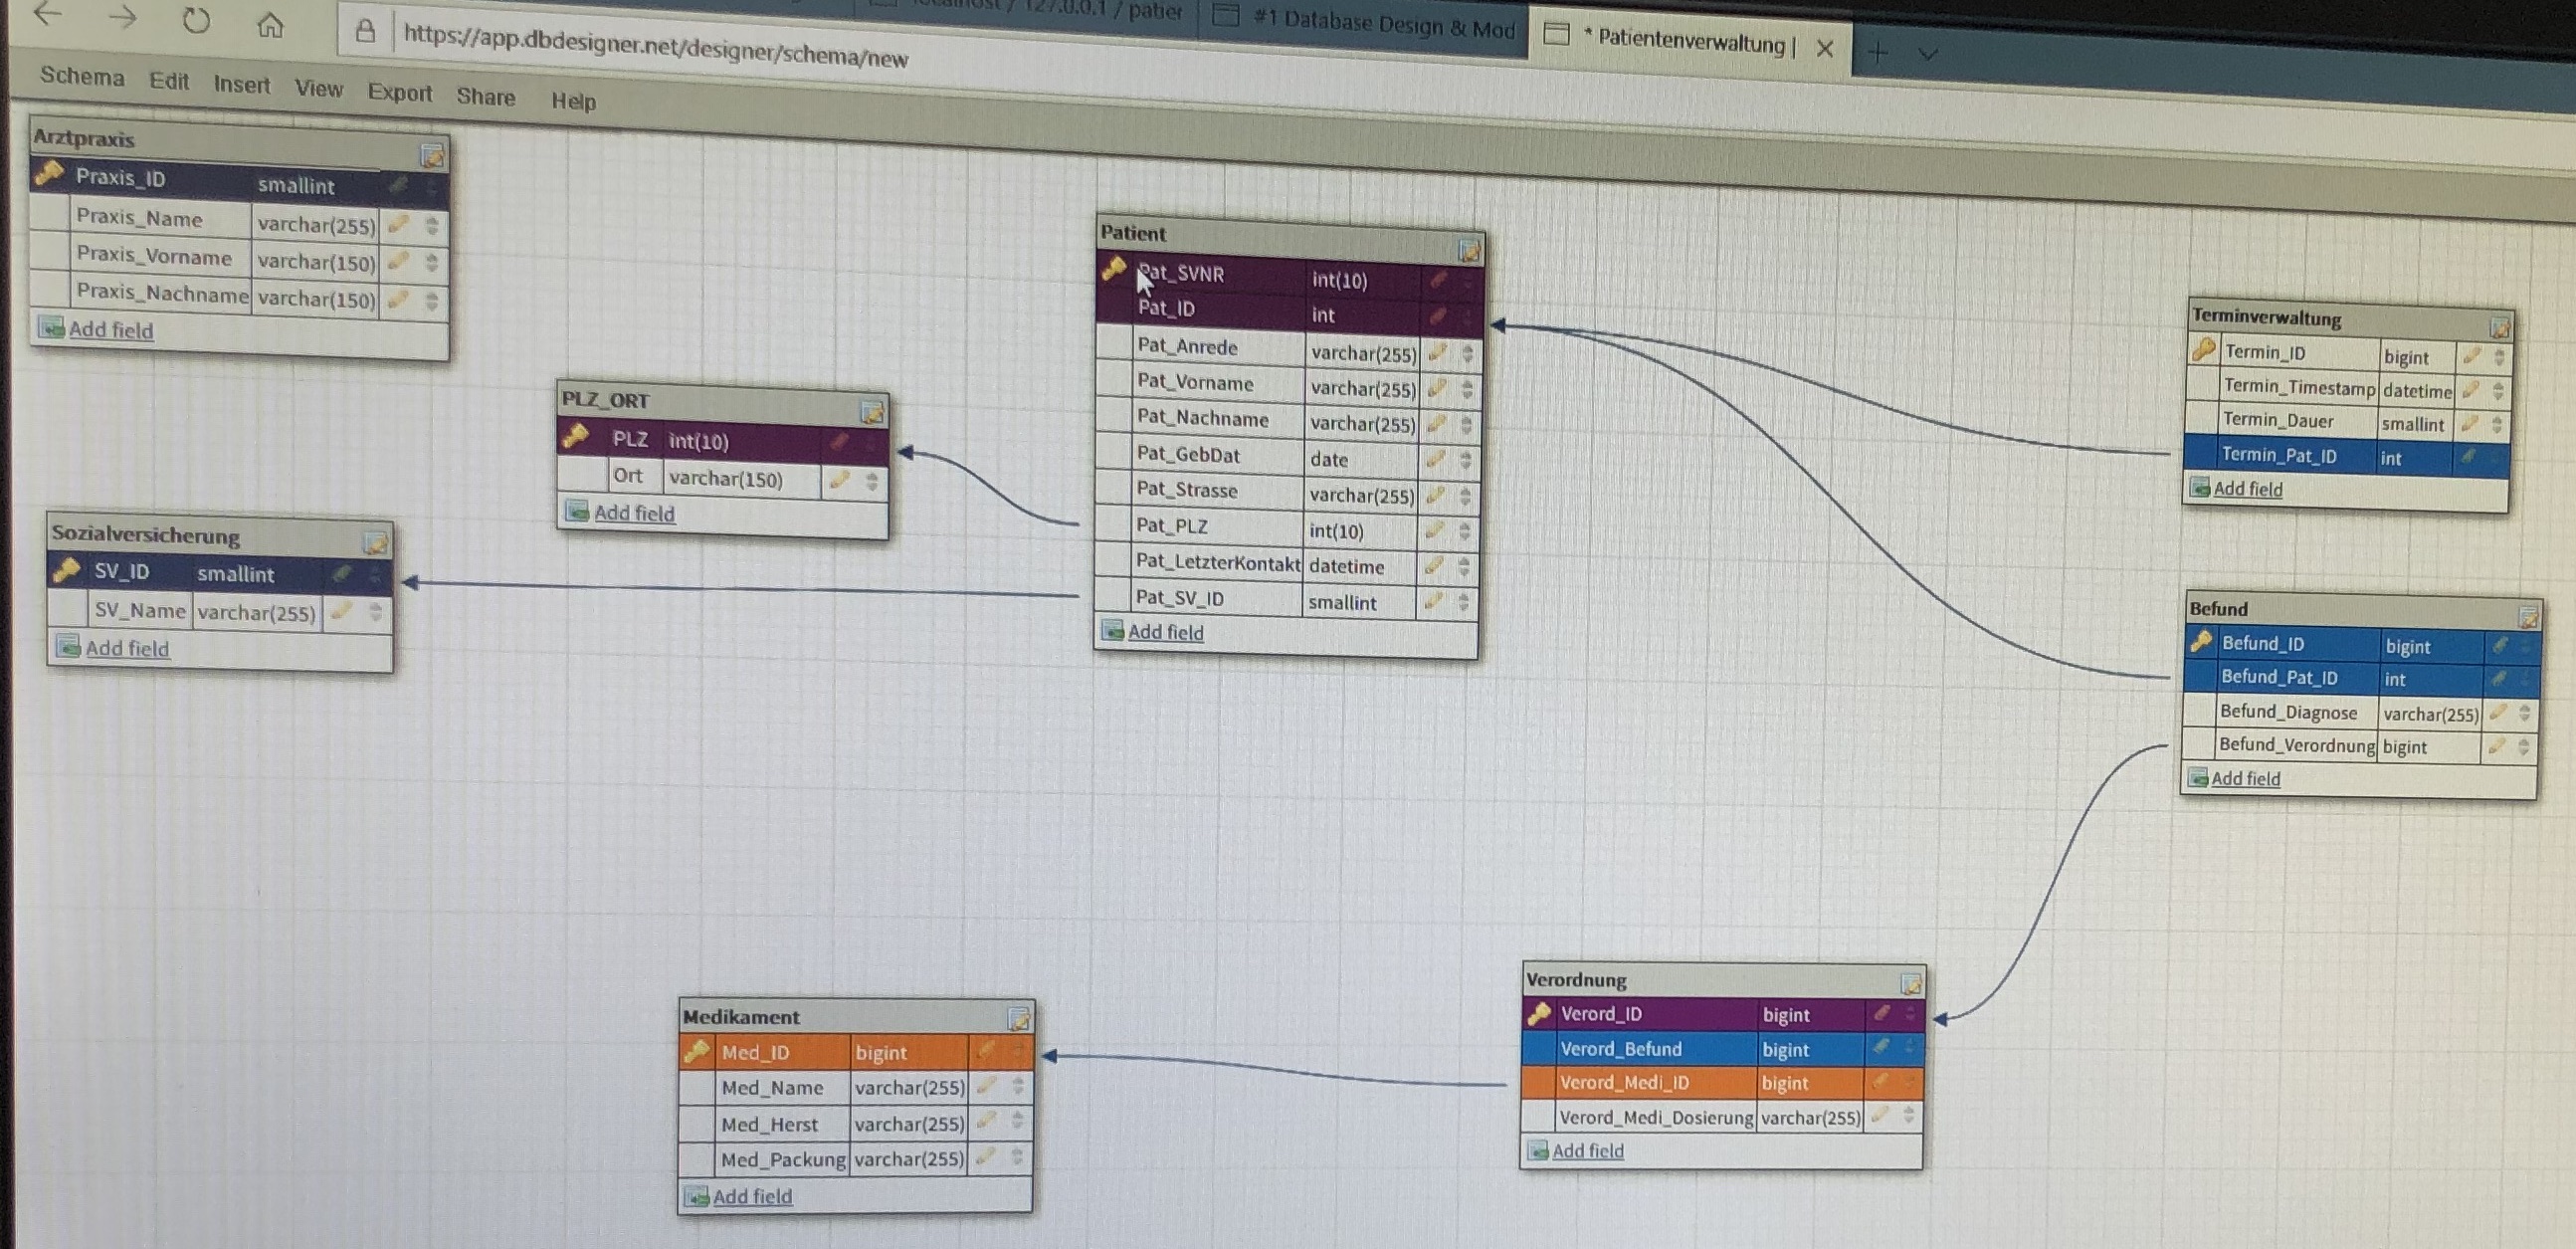 127.0.0.1 / patier
#1 Database Design & Mod
* Patientenverwaltung |
https://app.dbdesigner.net/designer/schema/new
Schema Edit Insert View Export Share Help
Arztpraxis
Praxis_ID smallint
Praxis_Name varchar(255)
Praxis_Vorname varchar(150)
Praxis_Nachname varchar(150)
Add field
Patient
Pat_SVNR int(10)
Pat_ID int
Pat_Anrede varchar(255)
Pat_Vorname varchar(255)
Pat_Nachname varchar(255)
Pat_GebDat date
Pat_Strasse varchar(255)
Pat_PLZ int(10)
Pat_LetzterKontakt datetime
Pat_SV_ID smallint
Add field
Terminverwaltung
Termin_ID bigint
Termin_Timestamp datetime
Termin_Dauer smallint
Termin_Pat_ID int
Add field
PLZ_ORT
PLZ int(10)
Ort varchar(150)
Add field
Sozialversicherung
SV_ID smallint
SV_Name varchar(255)
Add field
Befund
Befund_ID bigint
Befund_Pat_ID int
Befund_Diagnose varchar(255)
Befund_Verordnung bigint
Add field
Medikament
Med_ID bigint
Med_Name varchar(255)
Med_Herst varchar(255)
Med_Packung varchar(255)
Add field
Verordnung
Verord_ID bigint
Verord_Befund bigint
Verord_Medi_ID bigint
Verord_Medi_Dosierung varchar(255)
Add field